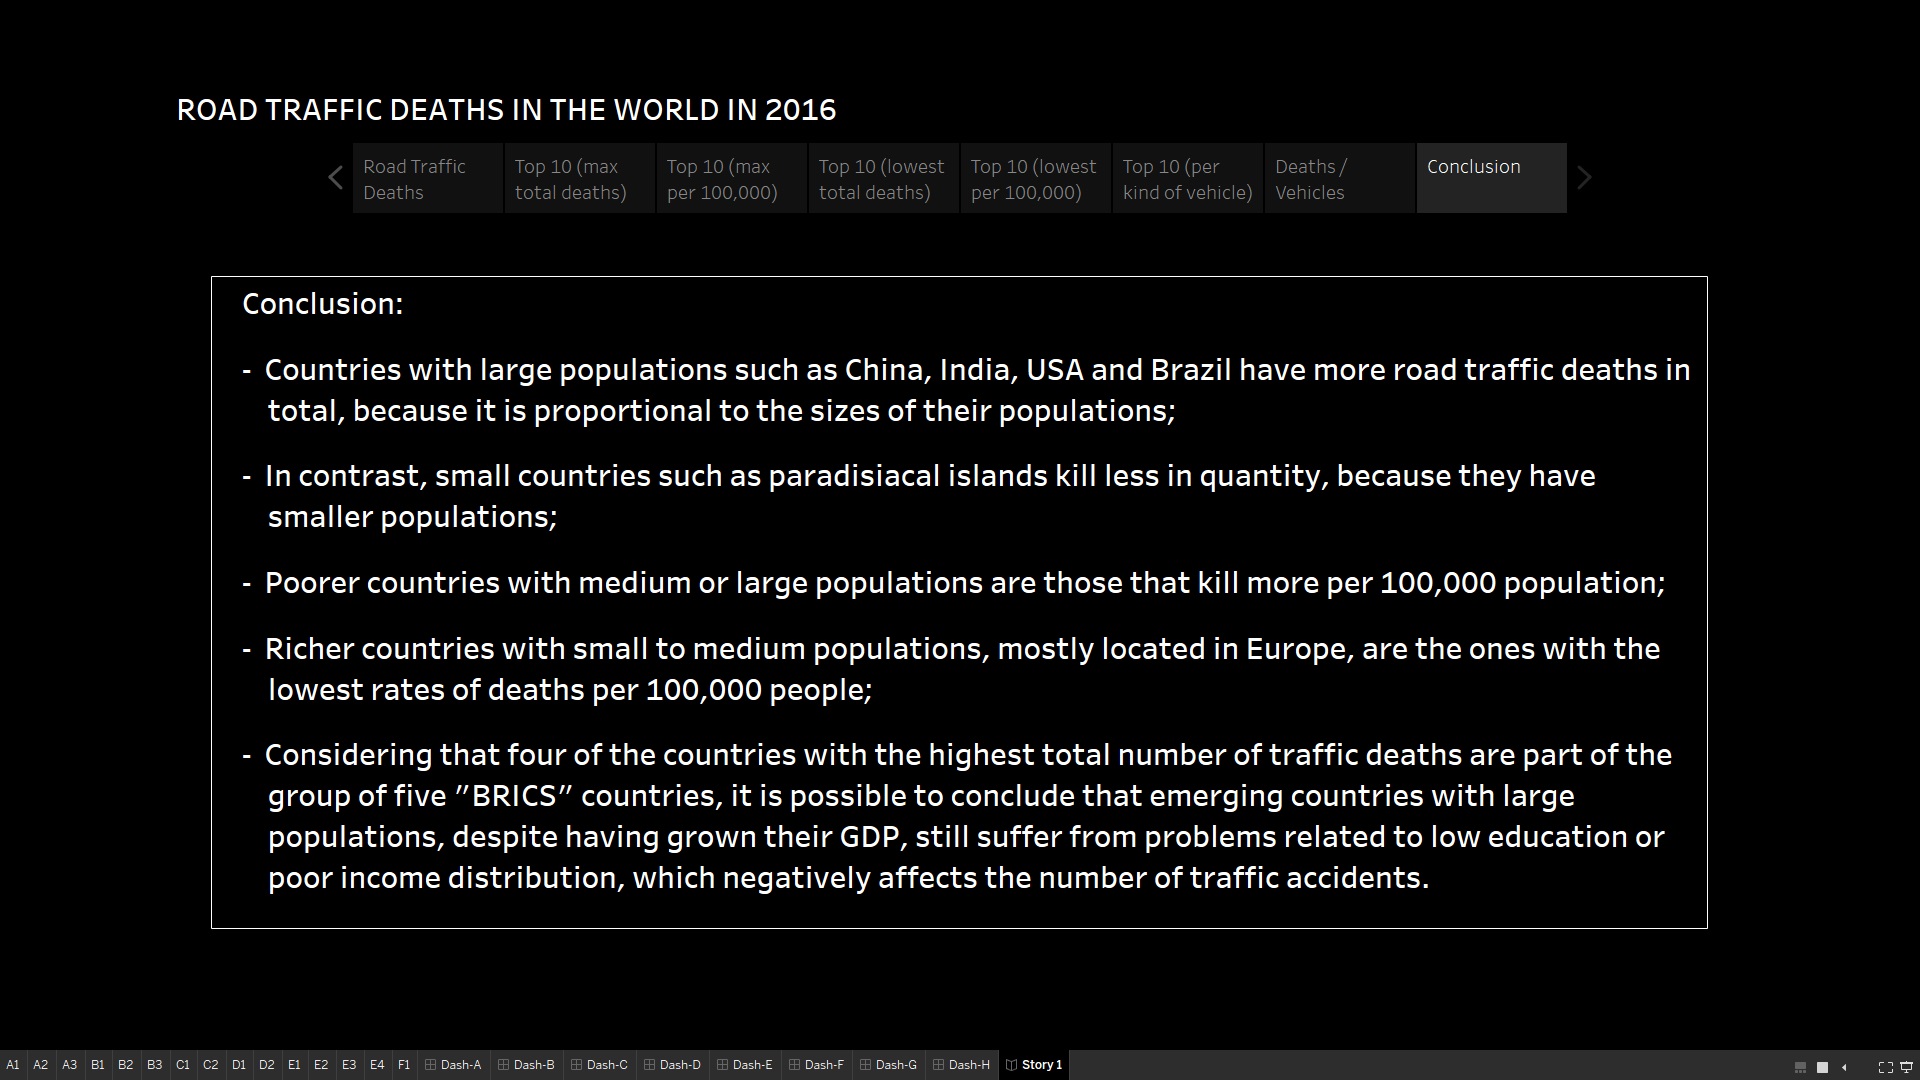 ROAD TRAFFIC DEATHS IN THE WORLD IN 2016
Road Traffic
Deaths
Top 10 (max
total deaths)
Top 10 (max
per 100,000)
Top 10 (lowest
total deaths)
Top 10 (lowest
per 100,000)
Top 10 (per
kind of vehicle)
Deaths /
Vehicles
Conclusion
Conclusion:
- Countries with large populations such as China, India, USA and Brazil have more road traffic deaths in
total, because it is proportional to the sizes of their populations;
- In contrast, small countries such as paradisiacal islands kill less in quantity, because they have
smaller populations;
- Poorer countries with medium or large populations are those that kill more per 100,000 population;
- Richer countries with small to medium populations, mostly located in Europe, are the ones with the
lowest rates of deaths per 100,000 people;
- Considering that four of the countries with the highest total number of traffic deaths are part of the
group of five "BRICS" countries, it is possible to conclude that emerging countries with large
populations, despite having grown their GDP, still suffer from problems related to low education or
poor income distribution, which negatively affects the number of traffic accidents.
A1 A2 A3 B1 B2 B3 C1 C2 D1 D2 E1 E2 E3 E4 F1 Dash-A Dash-B Dash-C Dash-D Dash-E Dash-F Dash-G Dash-H Story 1